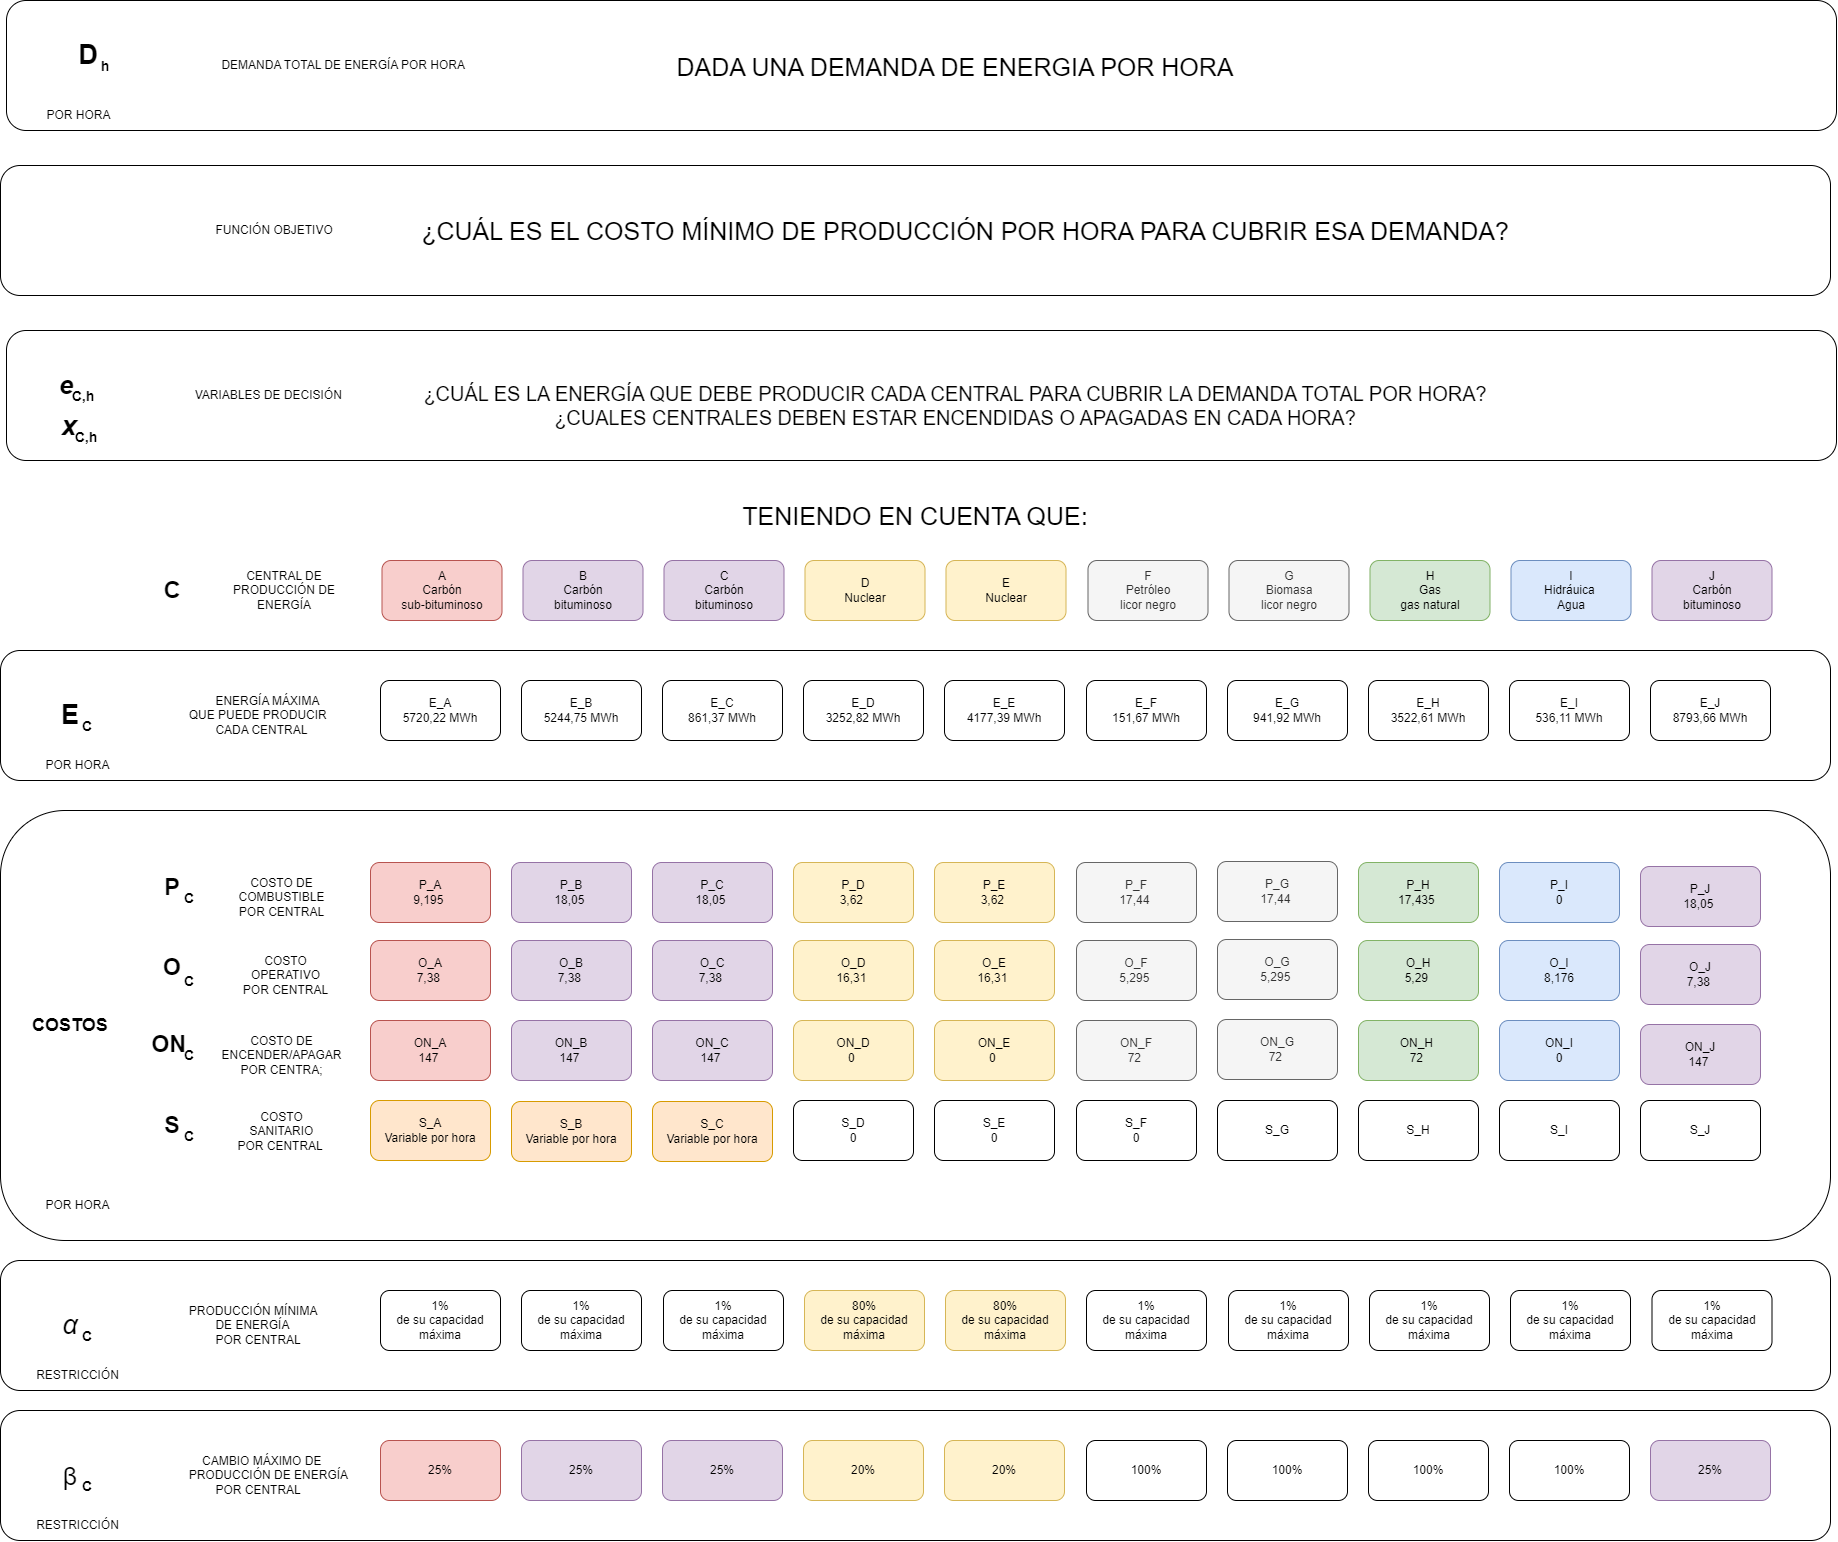 D h
DEMANDA TOTAL DE ENERGÍA POR HORA
DADA UNA DEMANDA DE ENERGIA POR HORA
POR HORA
FUNCIÓN OBJETIVO
¿CUÁL ES EL COSTO MÍNIMO DE PRODUCCIÓN POR HORA PARA CUBRIR ESA DEMANDA?
e C,h
x C,h
VARIABLES DE DECISIÓN
¿CUÁL ES LA ENERGÍA QUE DEBE PRODUCIR CADA CENTRAL PARA CUBRIR LA DEMANDA TOTAL POR HORA?
¿CUALES CENTRALES DEBEN ESTAR ENCENDIDAS O APAGADAS EN CADA HORA?
TENIENDO EN CUENTA QUE:
C
CENTRAL DE
PRODUCCIÓN DE
ENERGÍA
A
Carbón
sub-bituminoso
B
Carbón
bituminoso
C
Carbón
bituminoso
D
Nuclear
E
Nuclear
F
Petróleo
licor negro
G
Biomasa
licor negro
H
Gas
gas natural
I
Hidráuica
Agua
J
Carbón
bituminoso
E C
ENERGÍA MÁXIMA
QUE PUEDE PRODUCIR
CADA CENTRAL
E_A
5720,22 MWh
E_B
5244,75 MWh
E_C
861,37 MWh
E_D
3252,82 MWh
E_E
4177,39 MWh
E_F
151,67 MWh
E_G
941,92 MWh
E_H
3522,61 MWh
E_I
536,11 MWh
E_J
8793,66 MWh
POR HORA
COSTOS
P C
COSTO DE
COMBUSTIBLE
POR CENTRAL
P_A
9,195
P_B
18,05
P_C
18,05
P_D
3,62
P_E
3,62
P_F
17,44
P_G
17,44
P_H
17,435
P_I
0
P_J
18,05
O C
COSTO
OPERATIVO
POR CENTRAL
O_A
7,38
O_B
7,38
O_C
7,38
O_D
16,31
O_E
16,31
O_F
5,295
O_G
5,295
O_H
5,29
O_I
8,176
O_J
7,38
ON C
COSTO DE
ENCENDER/APAGAR
POR CENTRA;
ON_A
147
ON_B
147
ON_C
147
ON_D
0
ON_E
0
ON_F
72
ON_G
72
ON_H
72
ON_I
0
ON_J
147
S C
COSTO
SANITARIO
POR CENTRAL
S_A
Variable por hora
S_B
Variable por hora
S_C
Variable por hora
S_D
0
S_E
0
S_F
0
S_G
S_H
S_I
S_J
POR HORA
α C
PRODUCCIÓN MÍNIMA
DE ENERGÍA
POR CENTRAL
1%
de su capacidad
máxima
1%
de su capacidad
máxima
1%
de su capacidad
máxima
80%
de su capacidad
máxima
80%
de su capacidad
máxima
1%
de su capacidad
máxima
1%
de su capacidad
máxima
1%
de su capacidad
máxima
1%
de su capacidad
máxima
1%
de su capacidad
máxima
RESTRICCIÓN
β C
CAMBIO MÁXIMO DE
PRODUCCIÓN DE ENERGÍA
POR CENTRAL
25%
25%
25%
20%
20%
100%
100%
100%
100%
25%
RESTRICCIÓN